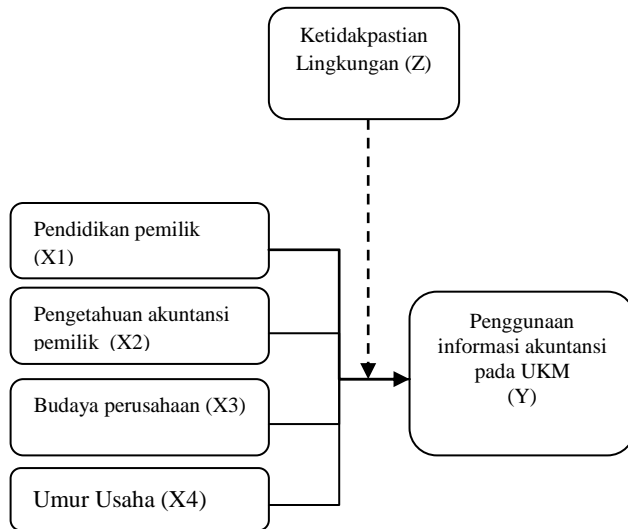 Ketidakpastian
Lingkungan (Z)
Pendidikan pemilik
(X1)
Pengetahuan akuntansi
pemilik (X2)
Budaya perusahaan (X3)
Umur Usaha (X4)
Penggunaan
informasi akuntansi
pada UKM
(Y)